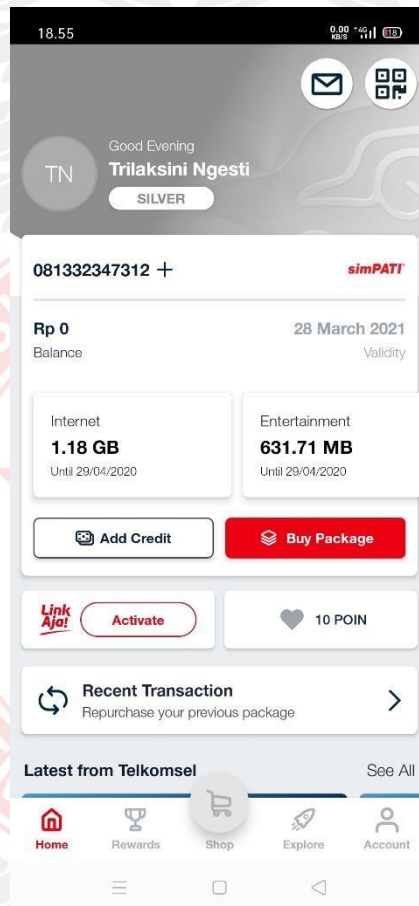 18.55
0.00 KB/S 4G 18
Good Evening
TN
Trilaksini Ngesti
SILVER
081332347312 +
simPATI
Rp 0
28 March 2021
Balance
Validity
Internet
Entertainment
1.18 GB
631.71 MB
Until 29/04/2020
Until 29/04/2020
Add Credit
Buy Package
Link Aja!
Activate
10 POIN
Recent Transaction
Repurchase your previous package
Latest from Telkomsel
See All
Home
Rewards
Shop
Explore
Account